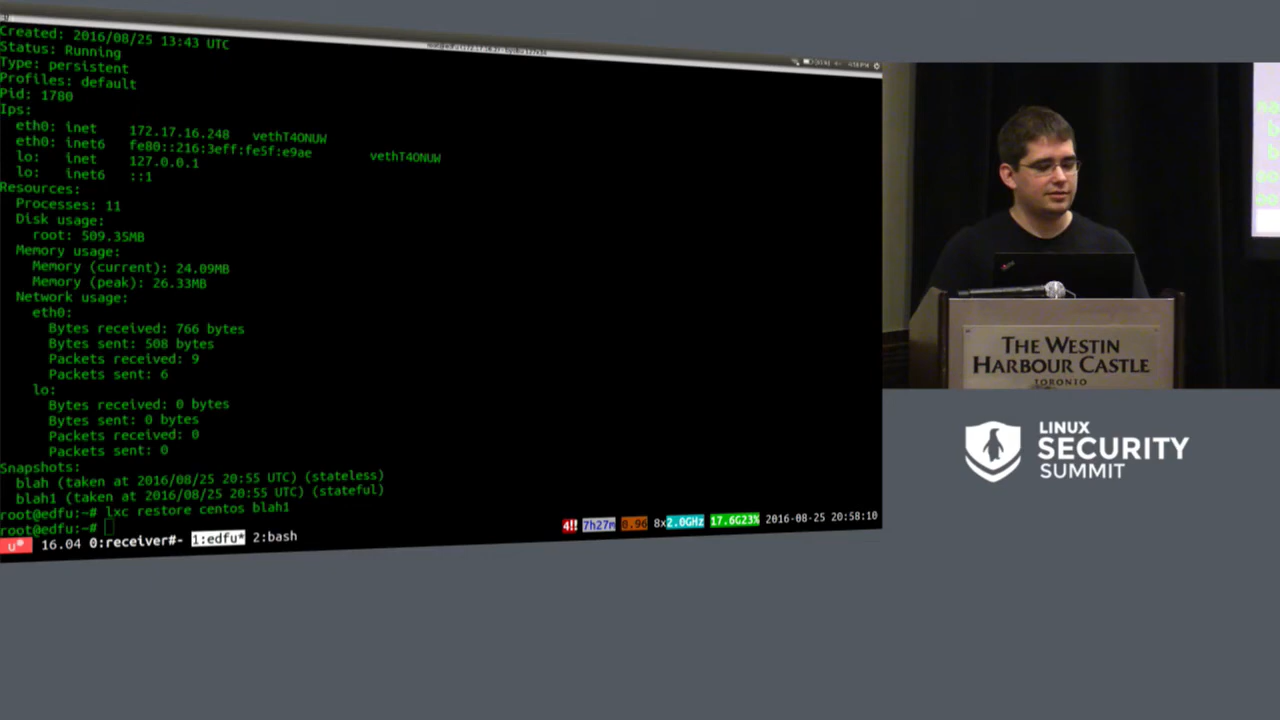 Created: 2016/08/25 13:43 UTC
Status: Running
Type: persistent
Profiles: default
Pid: 1780
Ips:
eth0: inet 172.17.16.248 vethT4ONUW
eth0: inet6 fe80::216:3eff:fe5f:e9ae vethT4ONUW
lo: inet 127.0.0.1
lo: inet6 ::1
Resources:
Processes: 11
Disk usage:
root: 509.35MB
Memory usage:
Memory (current): 24.09MB
Memory (peak): 26.33MB
Network usage:
eth0:
Bytes received: 766 bytes
Bytes sent: 508 bytes
Packets received: 9
Packets sent: 6
lo:
Bytes received: 0 bytes
Bytes sent: 0 bytes
Packets received: 0
Packets sent: 0
Snapshots:
blah (taken at 2016/08/25 20:55 UTC) (stateless)
blah1 (taken at 2016/08/25 20:55 UTC) (stateful)
root@edfu:~# lxc restore centos blah1
root@edfu:~#
u* 16.04 0:receiver#- 1:edfu* 2:bash 4!! 7h27m 0.96 8x2.0GHz 17.6G23% 2016-08-25 20:58:10
THE WESTIN
HARBOUR CASTLE
TORONTO
LINUX
SECURITY
SUMMIT